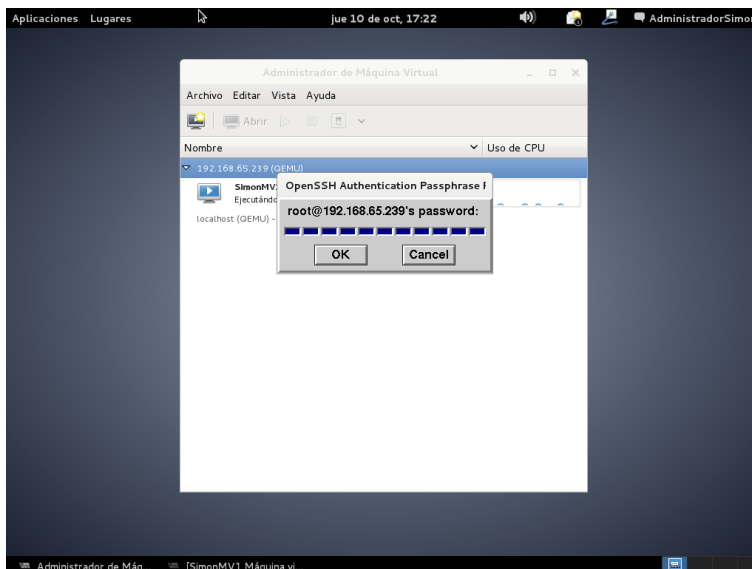 Aplicaciones Lugares jue 10 de oct, 17:22 AdministradorSimo
Administrador de Máquina Virtual
Archivo Editar Vista Ayuda
Abrir
Nombre Uso de CPU
192.168.65.239 (QEMU)
SimonMV
Ejecutándo
localhost (QEMU) -
OpenSSH Authentication Passphrase
root@192.168.65.239's password:
OK Cancel
Administrador de Máq... [SimonMV1 Máquina vi...